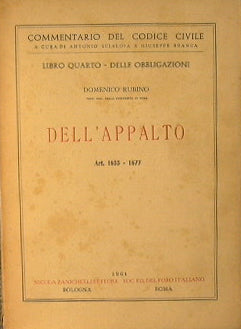 COMMENTARIO DEL CODICE CIVILE
A CURA DI ANTONIO SCIALOJA E GIUSEPPE BRANCA
LIBRO QUARTO - DELLE OBBLIGAZIONI
DOMENICO RUBINO
DELL'APPALTO
Art. 1655 - 1677
1961
NICOLA ZANICHELLI EDITORE SOC. ED. DEL FORO ITALIANO
BOLOGNA ROMA